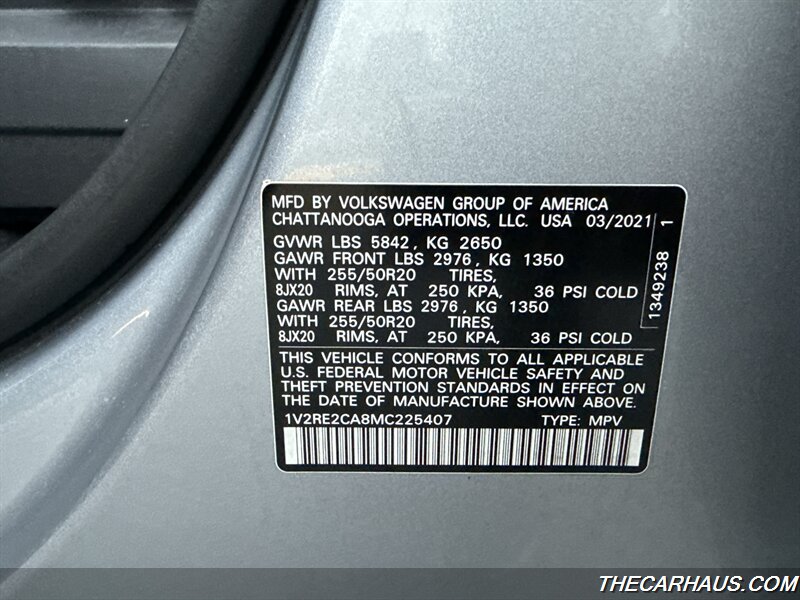 MFD BY VOLKSWAGEN GROUP OF AMERICA
CHATTANOOGA OPERATIONS, LLC. USA 03/2021
GVWR LBS 5842, KG 2650
GAWR FRONT LBS 2976, KG 1350
WITH 255/50R20 TIRES,
8JX20 RIMS, AT 250 KPA, 36 PSI COLD
GAWR REAR LBS 2976, KG 1350
WITH 255/50R20 TIRES,
8JX20 RIMS, AT 250 KPA, 36 PSI COLD
1349238 1
THIS VEHICLE CONFORMS TO ALL APPLICABLE
U.S. FEDERAL MOTOR VEHICLE SAFETY AND
THEFT PREVENTION STANDARDS IN EFFECT ON
THE DATE OF MANUFACTURE SHOWN ABOVE.
1V2RE2CA8MC225407 TYPE: MPV
THECARHAUS.COM